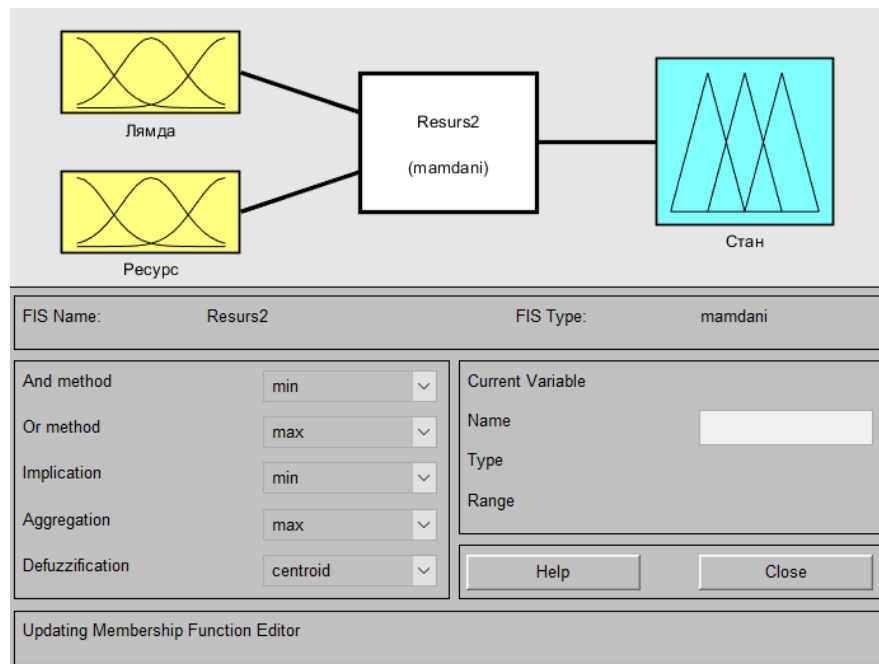 Лямда
Ресурс
Resurs2
(mamdani)
Стан
FIS Name: Resurs2 FIS Type: mamdani
And method min
Or method max
Implication min
Aggregation max
Defuzzification centroid
Current Variable
Name
Type
Range
Help Close
Updating Membership Function Editor